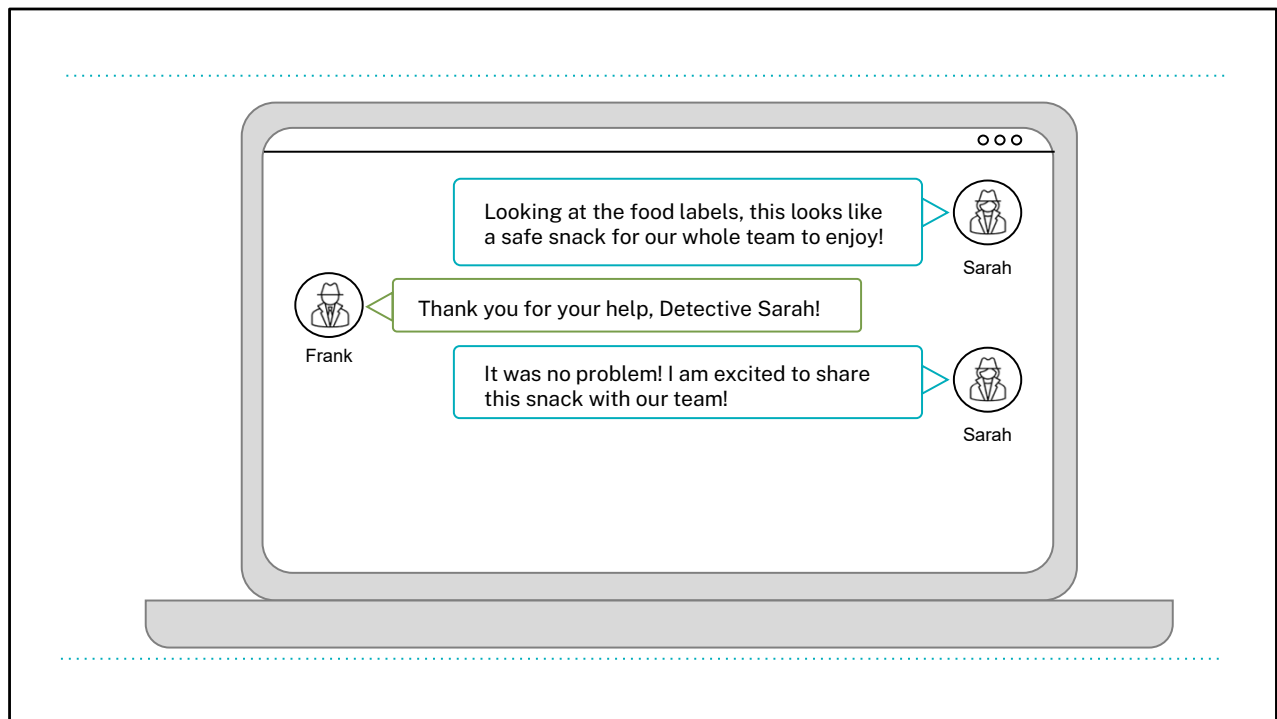 Looking at the food labels, this looks like
a safe snack for our whole team to enjoy!
Sarah
Thank you for your help, Detective Sarah!
Frank
It was no problem! I am excited to share
this snack with our team!
Sarah